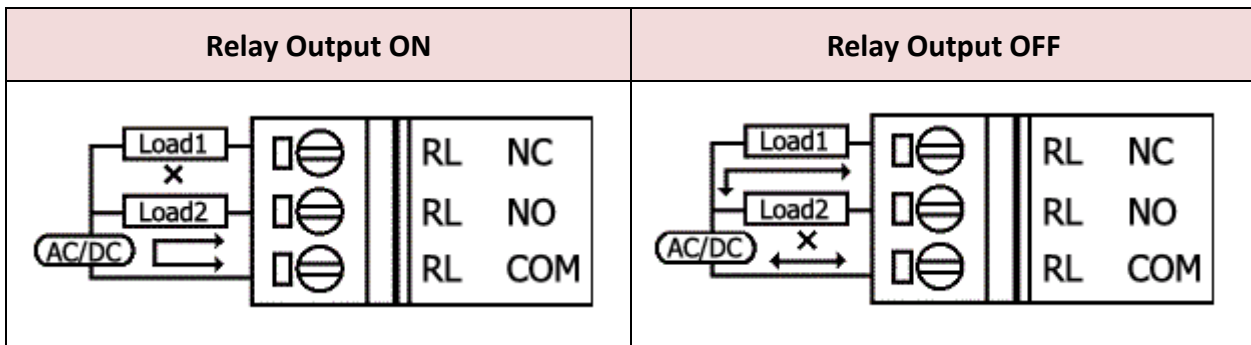 Relay Output ON
Relay Output OFF
Load1
RL NC
Load2
RL NO
AC/DC
RL COM
Load1
RL NC
Load2
RL NO
AC/DC
RL COM